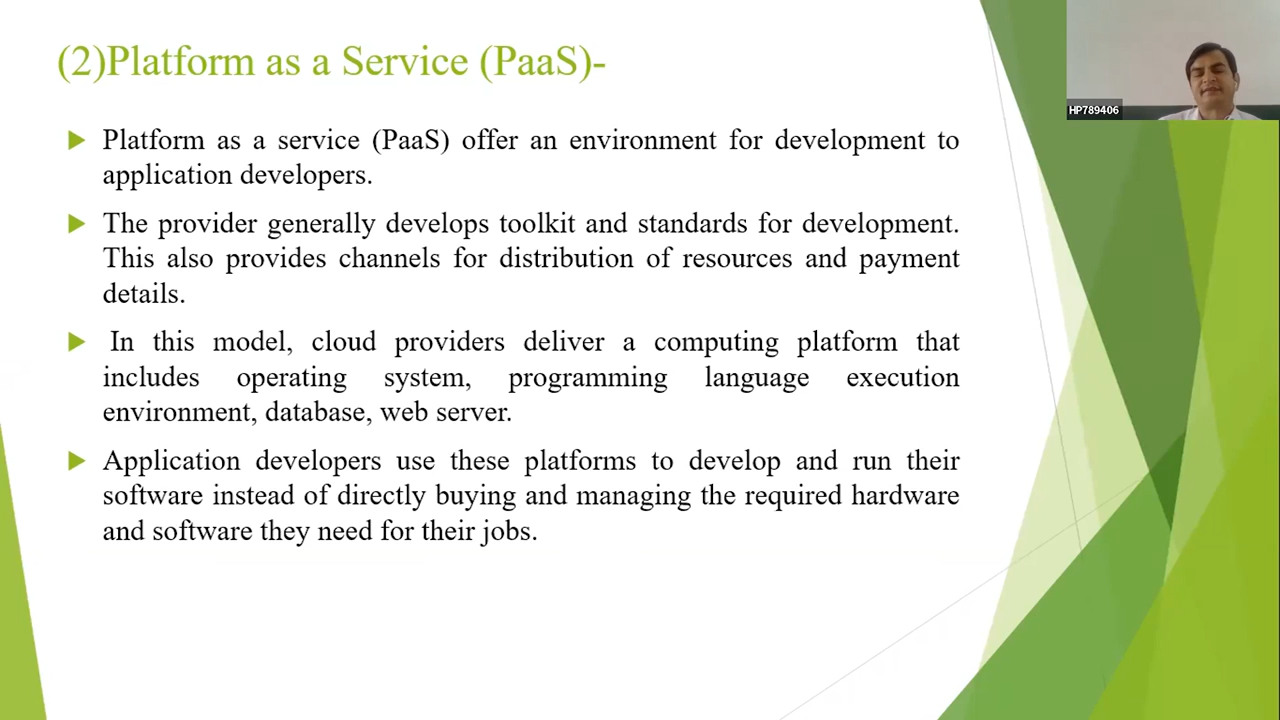 (2)Platform as a Service (PaaS)-
HP789406
Platform as a service (PaaS) offer an environment for development to
application developers.
The provider generally develops toolkit and standards for development.
This also provides channels for distribution of resources and payment
details.
In this model, cloud providers deliver a computing platform that
includes operating system, programming language execution
environment, database, web server.
Application developers use these platforms to develop and run their
software instead of directly buying and managing the required hardware
and software they need for their jobs.